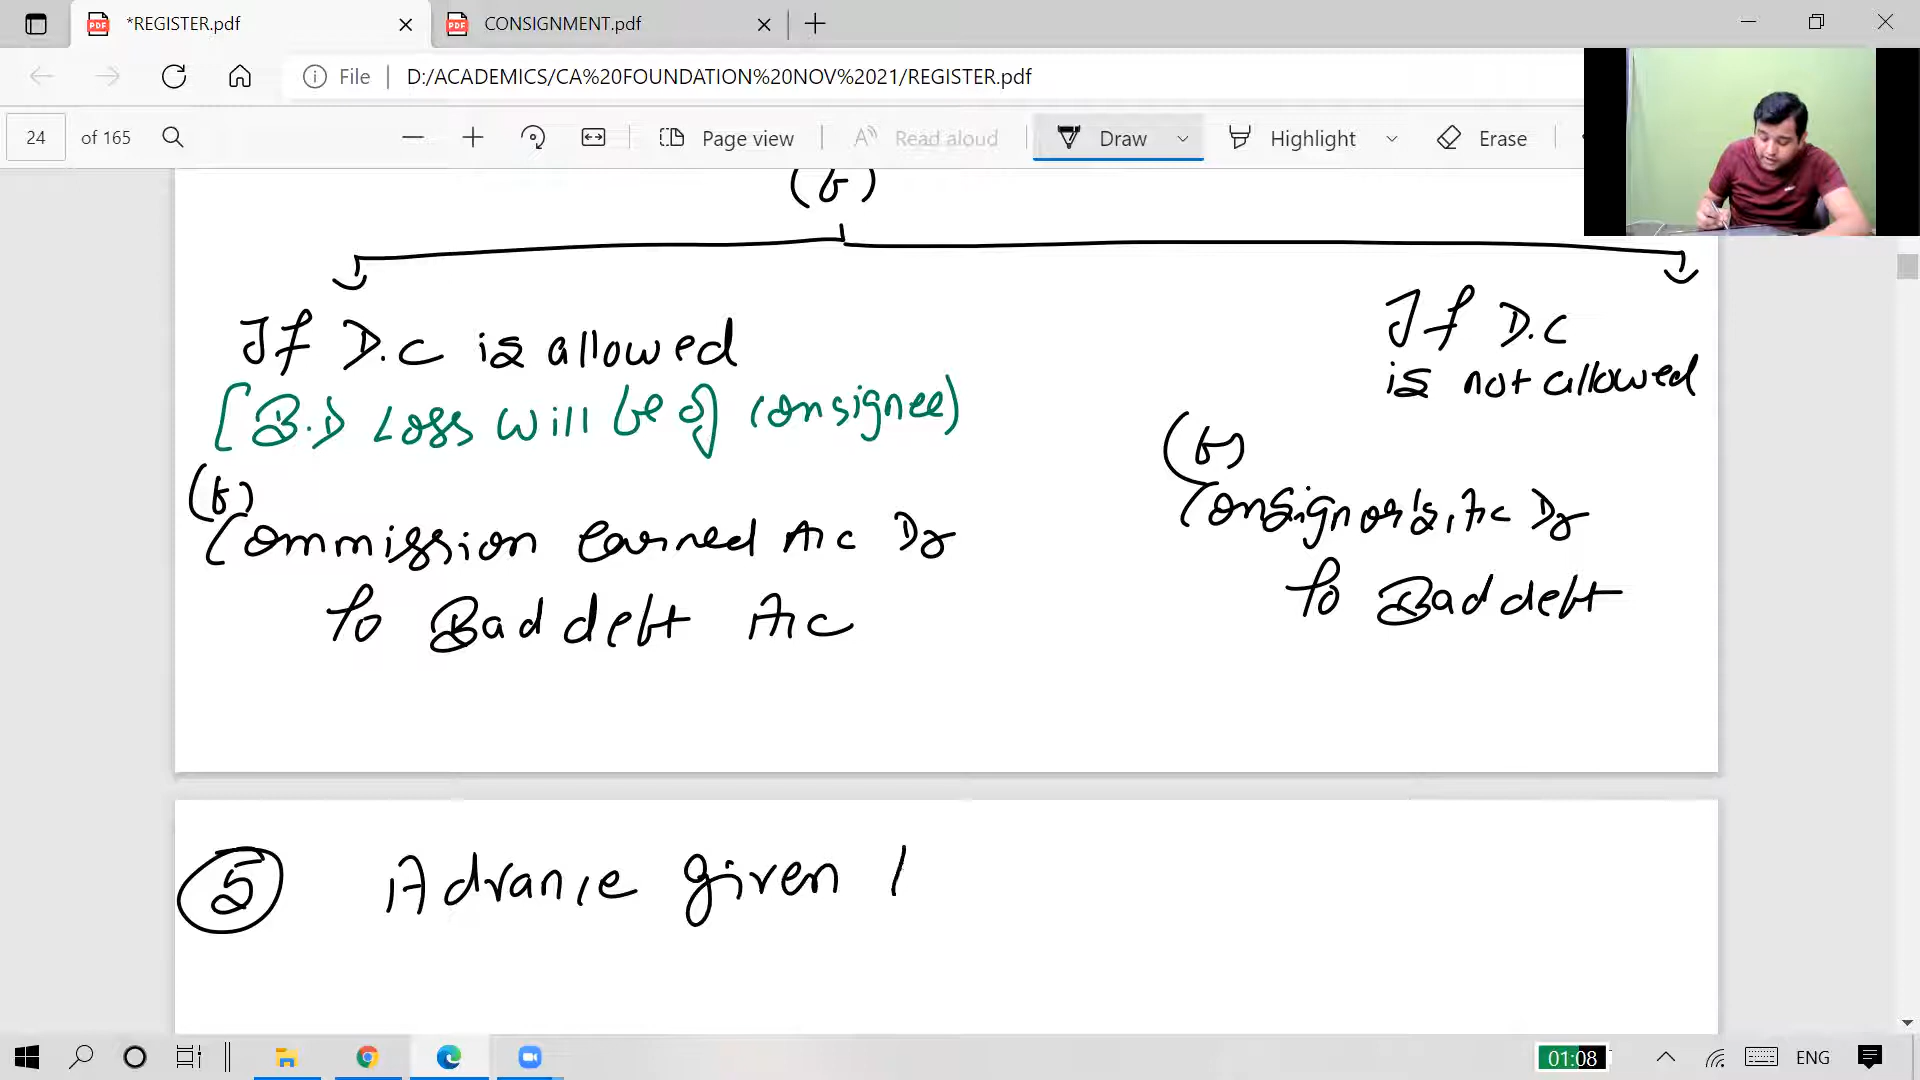 *REGISTER.pdf
CONSIGNMENT.pdf
File
D:/ACADEMICS/CA%20FOUNDATION%20NOV%2021/REGISTER.pdf
24 of 165
Page view
Read aloud
Draw
Highlight
Erase
(b)
If D.C is allowed
[B.D Loss will be of consignee)
(b)
Commission earned A/c Dr
To Bad debt A/c
If D.C
is not allowed
(b)
Consignor's A/c Dr
To Bad debt
5 Advance given
01:08
ENG